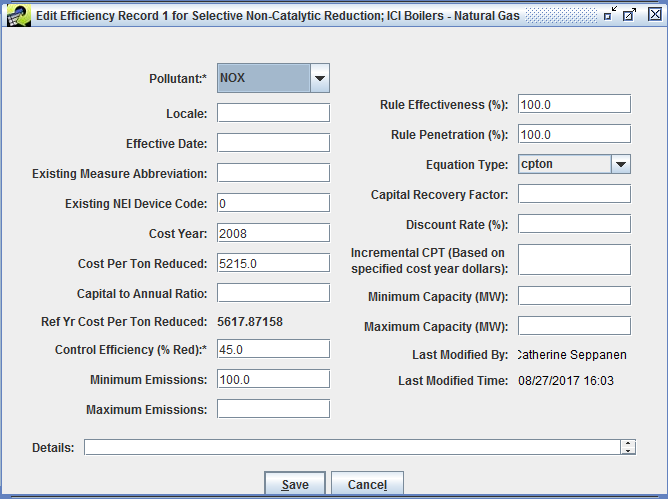 Edit Efficiency Record 1 for Selective Non-Catalytic Reduction; ICI Boilers - Natural Gas
Pollutant:* NOX
Locale:
Effective Date:
Existing Measure Abbreviation:
Existing NEI Device Code: 0
Cost Year: 2008
Cost Per Ton Reduced: 5215.0
Capital to Annual Ratio:
Ref Yr Cost Per Ton Reduced: 5617.87158
Control Efficiency (% Red):* 45.0
Minimum Emissions: 100.0
Maximum Emissions:
Rule Effectiveness (%): 100.0
Rule Penetration (%): 100.0
Equation Type: cpton
Capital Recovery Factor:
Discount Rate (%):
Incremental CPT (Based on
specified cost year dollars):
Minimum Capacity (MW):
Maximum Capacity (MW):
Last Modified By: Catherine Seppanen
Last Modified Time: 08/27/2017 16:03
Details:
Save Cancel